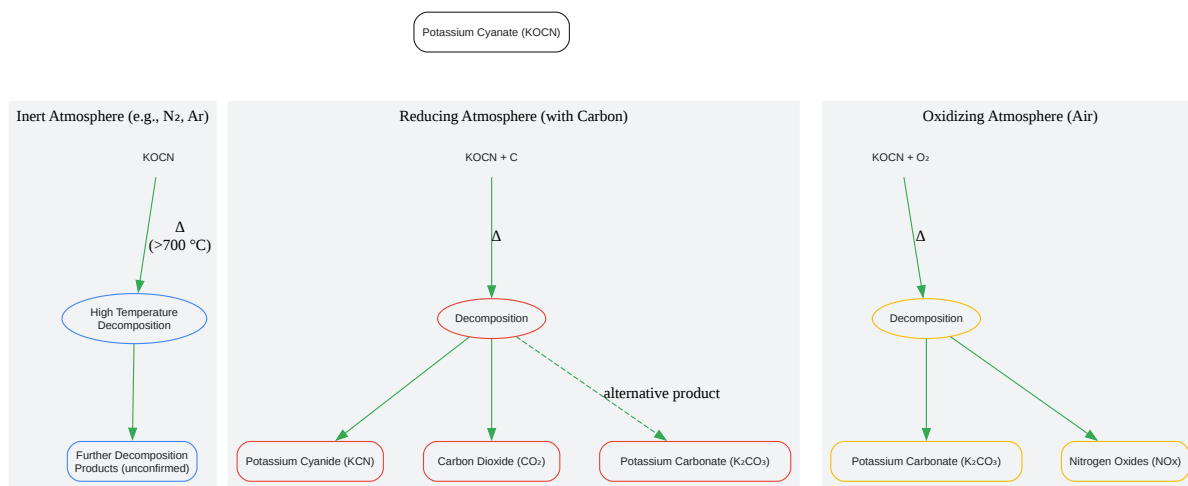 Potassium Cyanate (KOCN)
Inert Atmosphere (e.g., N₂, Ar)
KOCN
Δ
(>700 °C)
High Temperature
Decomposition
Further Decomposition
Products (unconfirmed)
Reducing Atmosphere (with Carbon)
KOCN + C
Δ
Decomposition
alternative product
Potassium Cyanide (KCN)
Carbon Dioxide (CO₂)
Potassium Carbonate (K₂CO₃)
Oxidizing Atmosphere (Air)
KOCN + O₂
Δ
Decomposition
Potassium Carbonate (K₂CO₃)
Nitrogen Oxides (NOx)